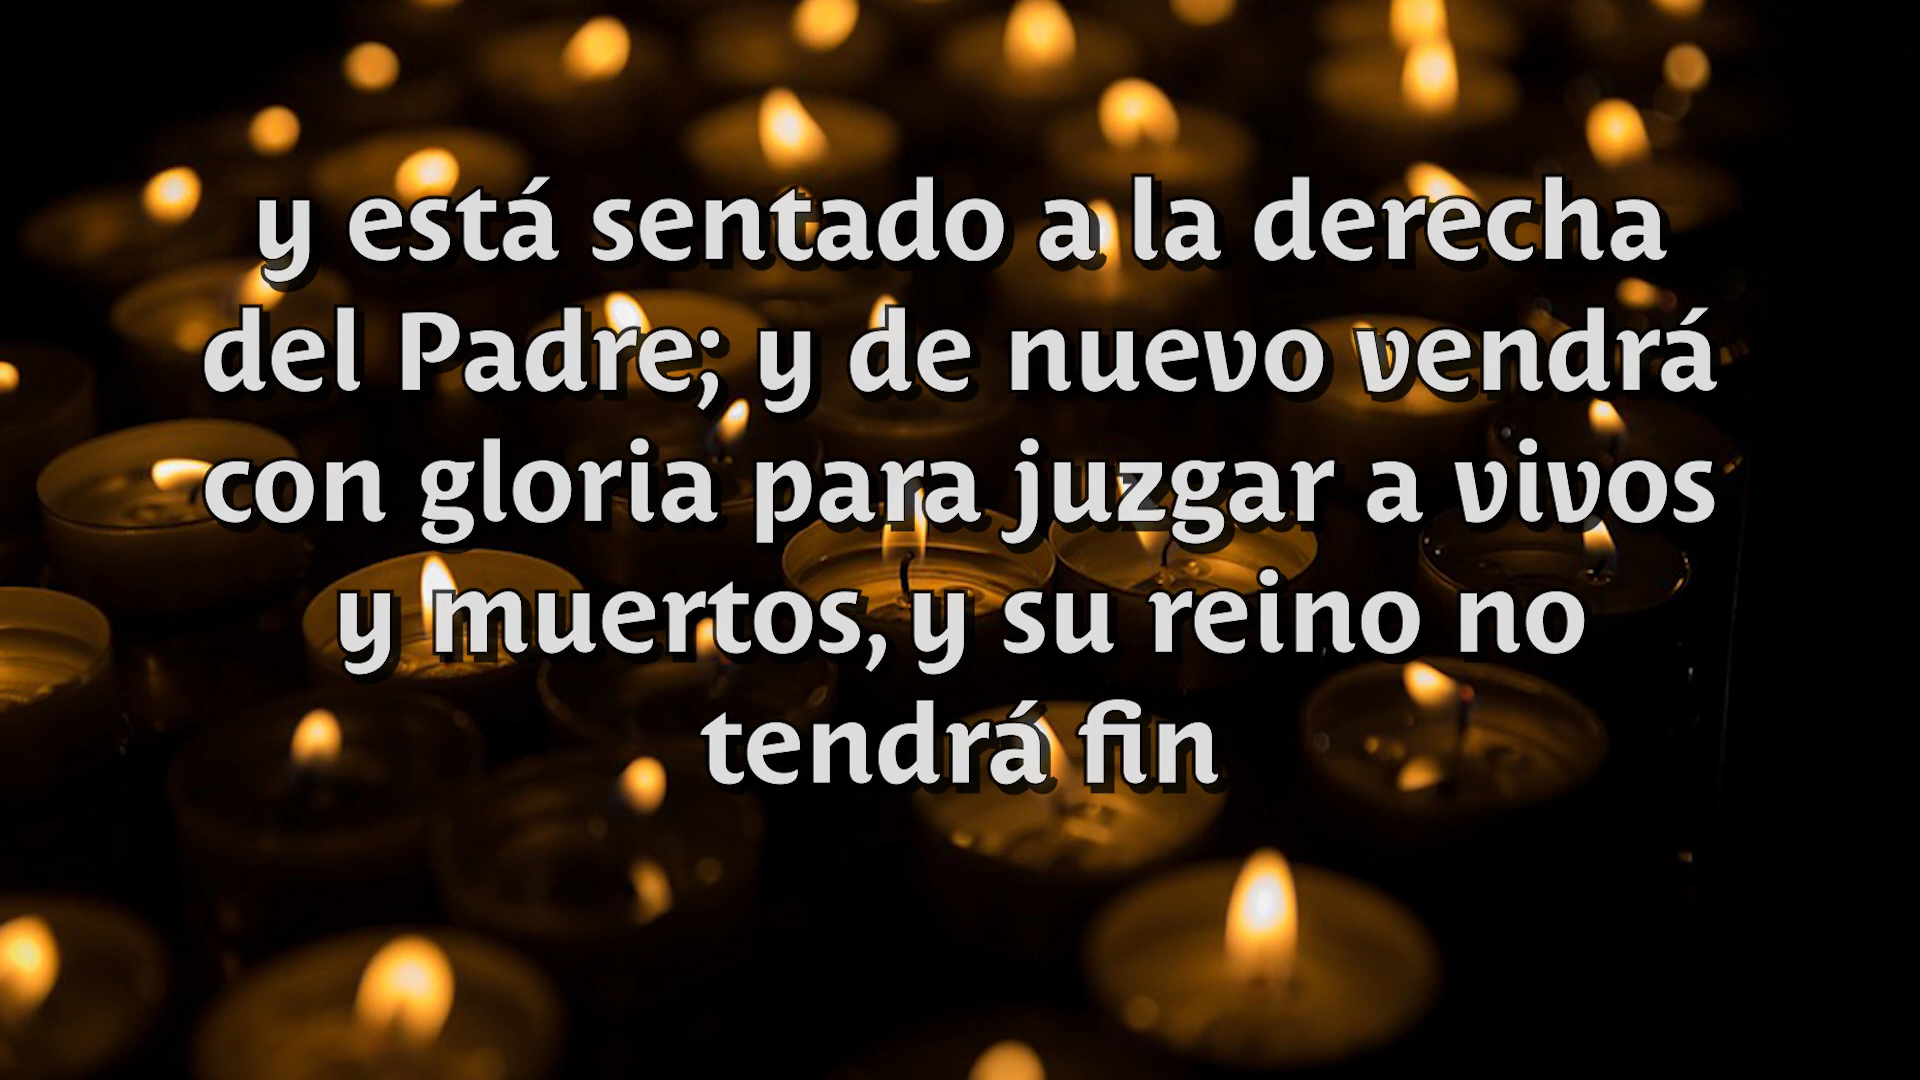 y está sentado a la derecha
del Padre; y de nuevo vendrá
con gloria para juzgar a vivos
y muertos, y su reino no
tendrá fin